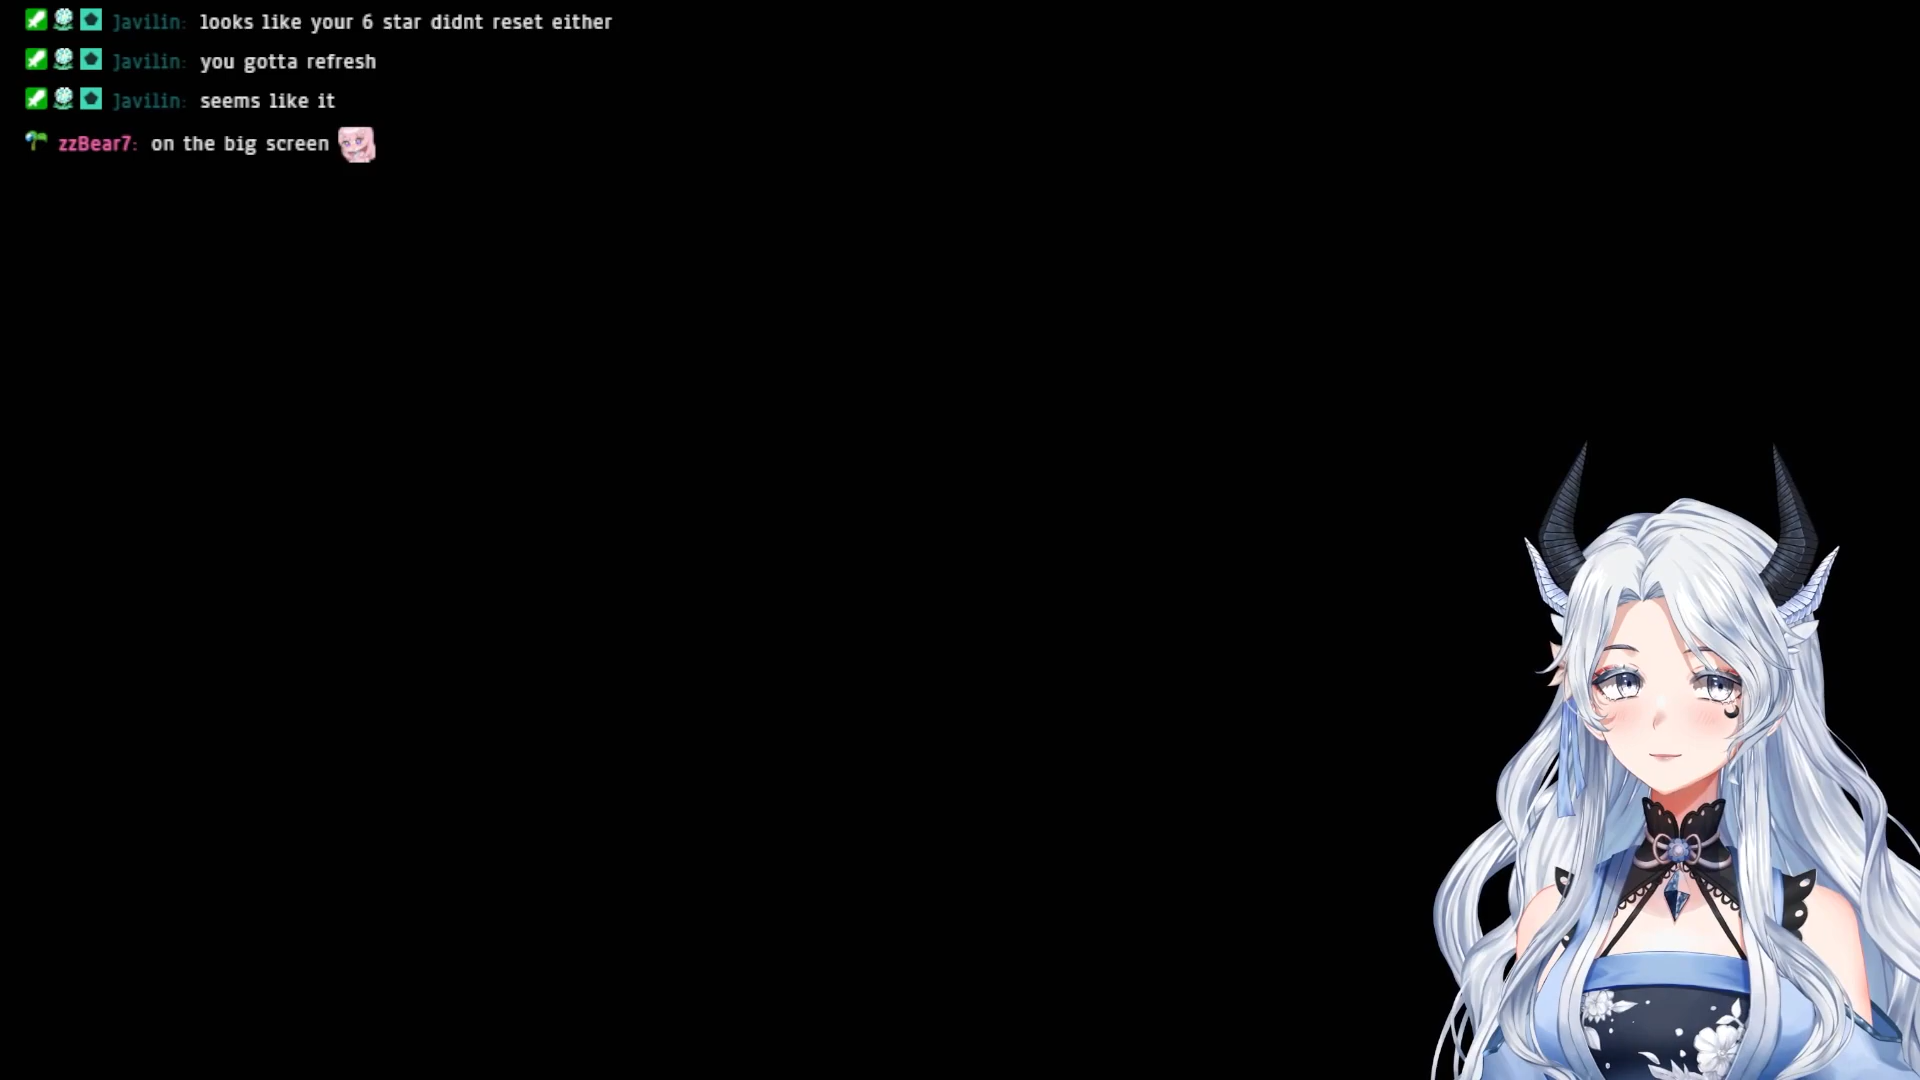 Javilin: looks like your 6 star didnt reset either
Javilin: you gotta refresh
Javilin: seems like it
zzBear7: on the big screen